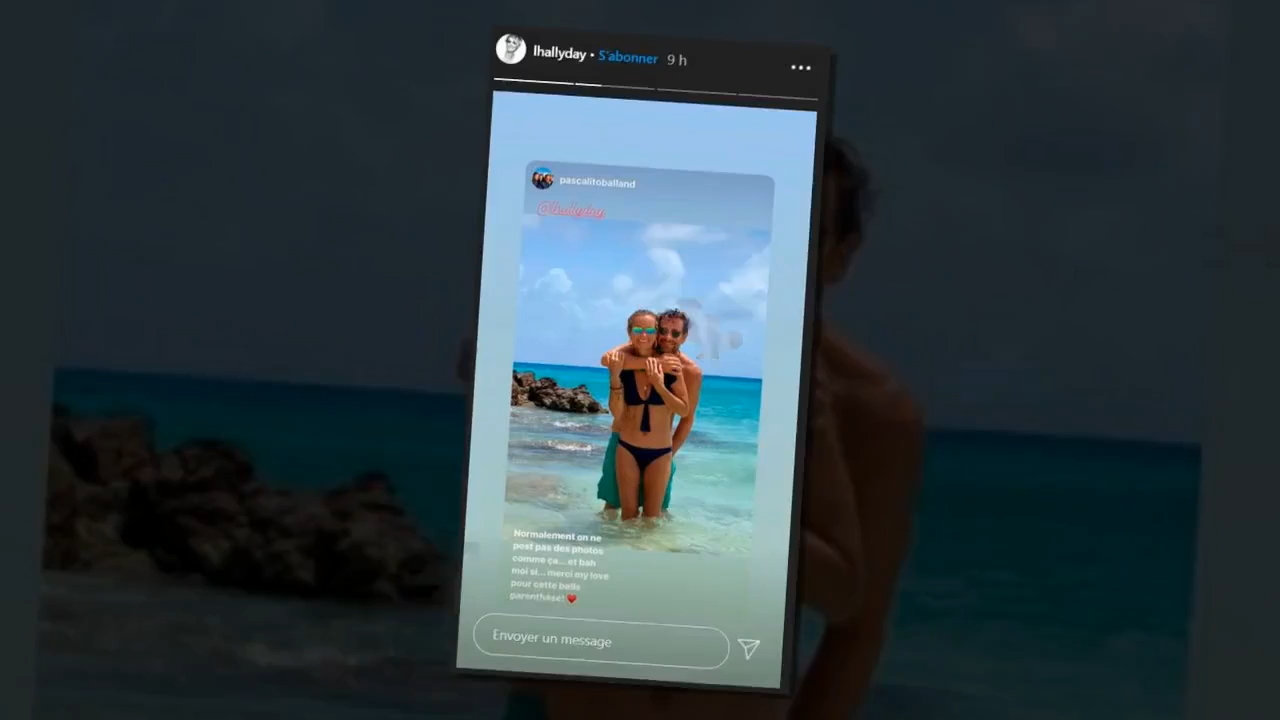 lhallyday • S'abonner 9 h
pascalitoballand
@lhallyday
Normalement on ne
post pas des photos
comme ça... et bah
moi si... merci my love
pour cette belle
parenthèse! ❤️
Envoyer un message